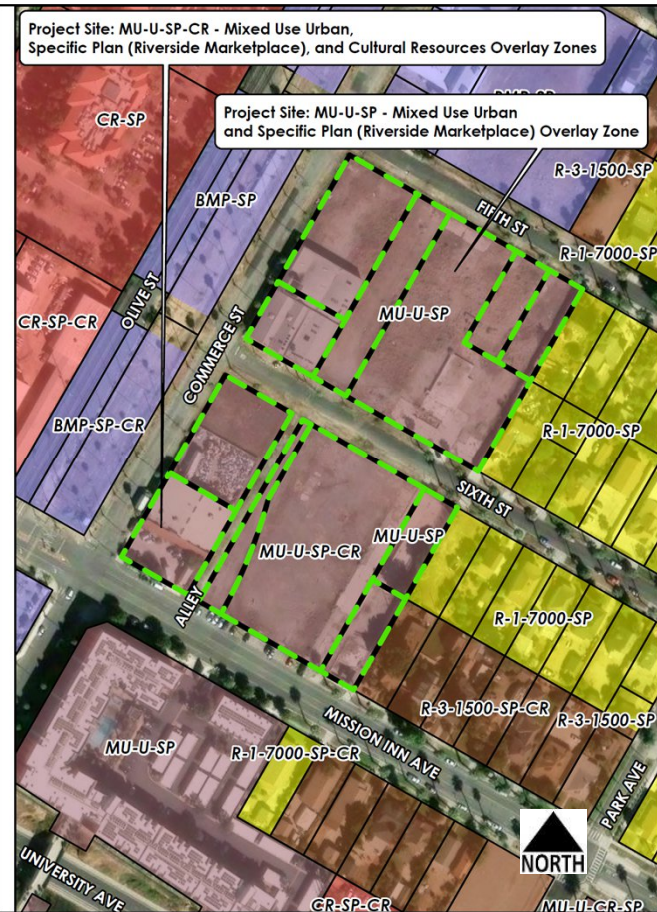 Project Site: MU-U-SP-CR - Mixed Use Urban,
Specific Plan (Riverside Marketplace), and Cultural Resources Overlay Zones
CR-SP
Project Site: MU-U-SP - Mixed Use Urban
and Specific Plan (Riverside Marketplace) Overlay Zone
R-3-1500-SP
BMP-SP
FIFTH ST
R-1-7000-SP
OLIVE ST
CR-SP-CR
COMMERCE ST
MU-U-SP
BMP-SP-CR
R-1-7000-SP
SIXTH ST
MU-U-SP-CR
MU-U-SP
ALLEY
R-1-7000-SP
R-3-1500-SP-CR
R-3-1500-SP
MISSION INN AVE
MU-U-SP
R-1-7000-SP-CR
PARK AVE
NORTH
UNIVERSITY AVE
CR-SP-CR
MU-U-CR-SP